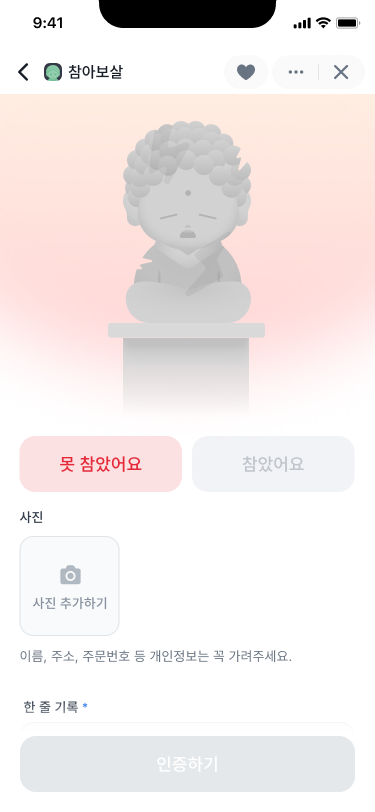 9:41
참아보살
못 참았어요
참았어요
사진
사진 추가하기
이름, 주소, 주문번호 등 개인정보는 꼭 가려주세요.
한 줄 기록 *
인증하기